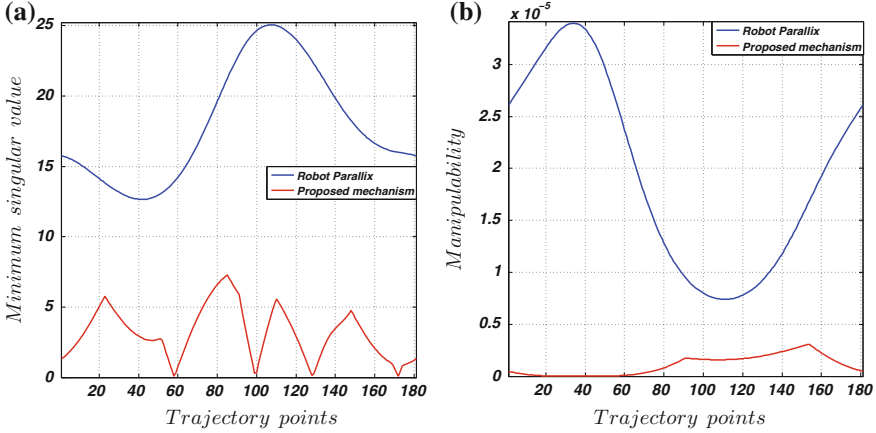 (a)
25
20
15
10
5
0
Minimum singular value
Robot Parallix
Proposed mechanism
20 40 60 80 100 120 140 160 180
Trajectory points
(b)
x 10⁻⁵
3
2.5
2
1.5
1
0.5
0
Manipulability
Robot Parallix
Proposed mechanism
20 40 60 80 100 120 140 160 180
Trajectory points